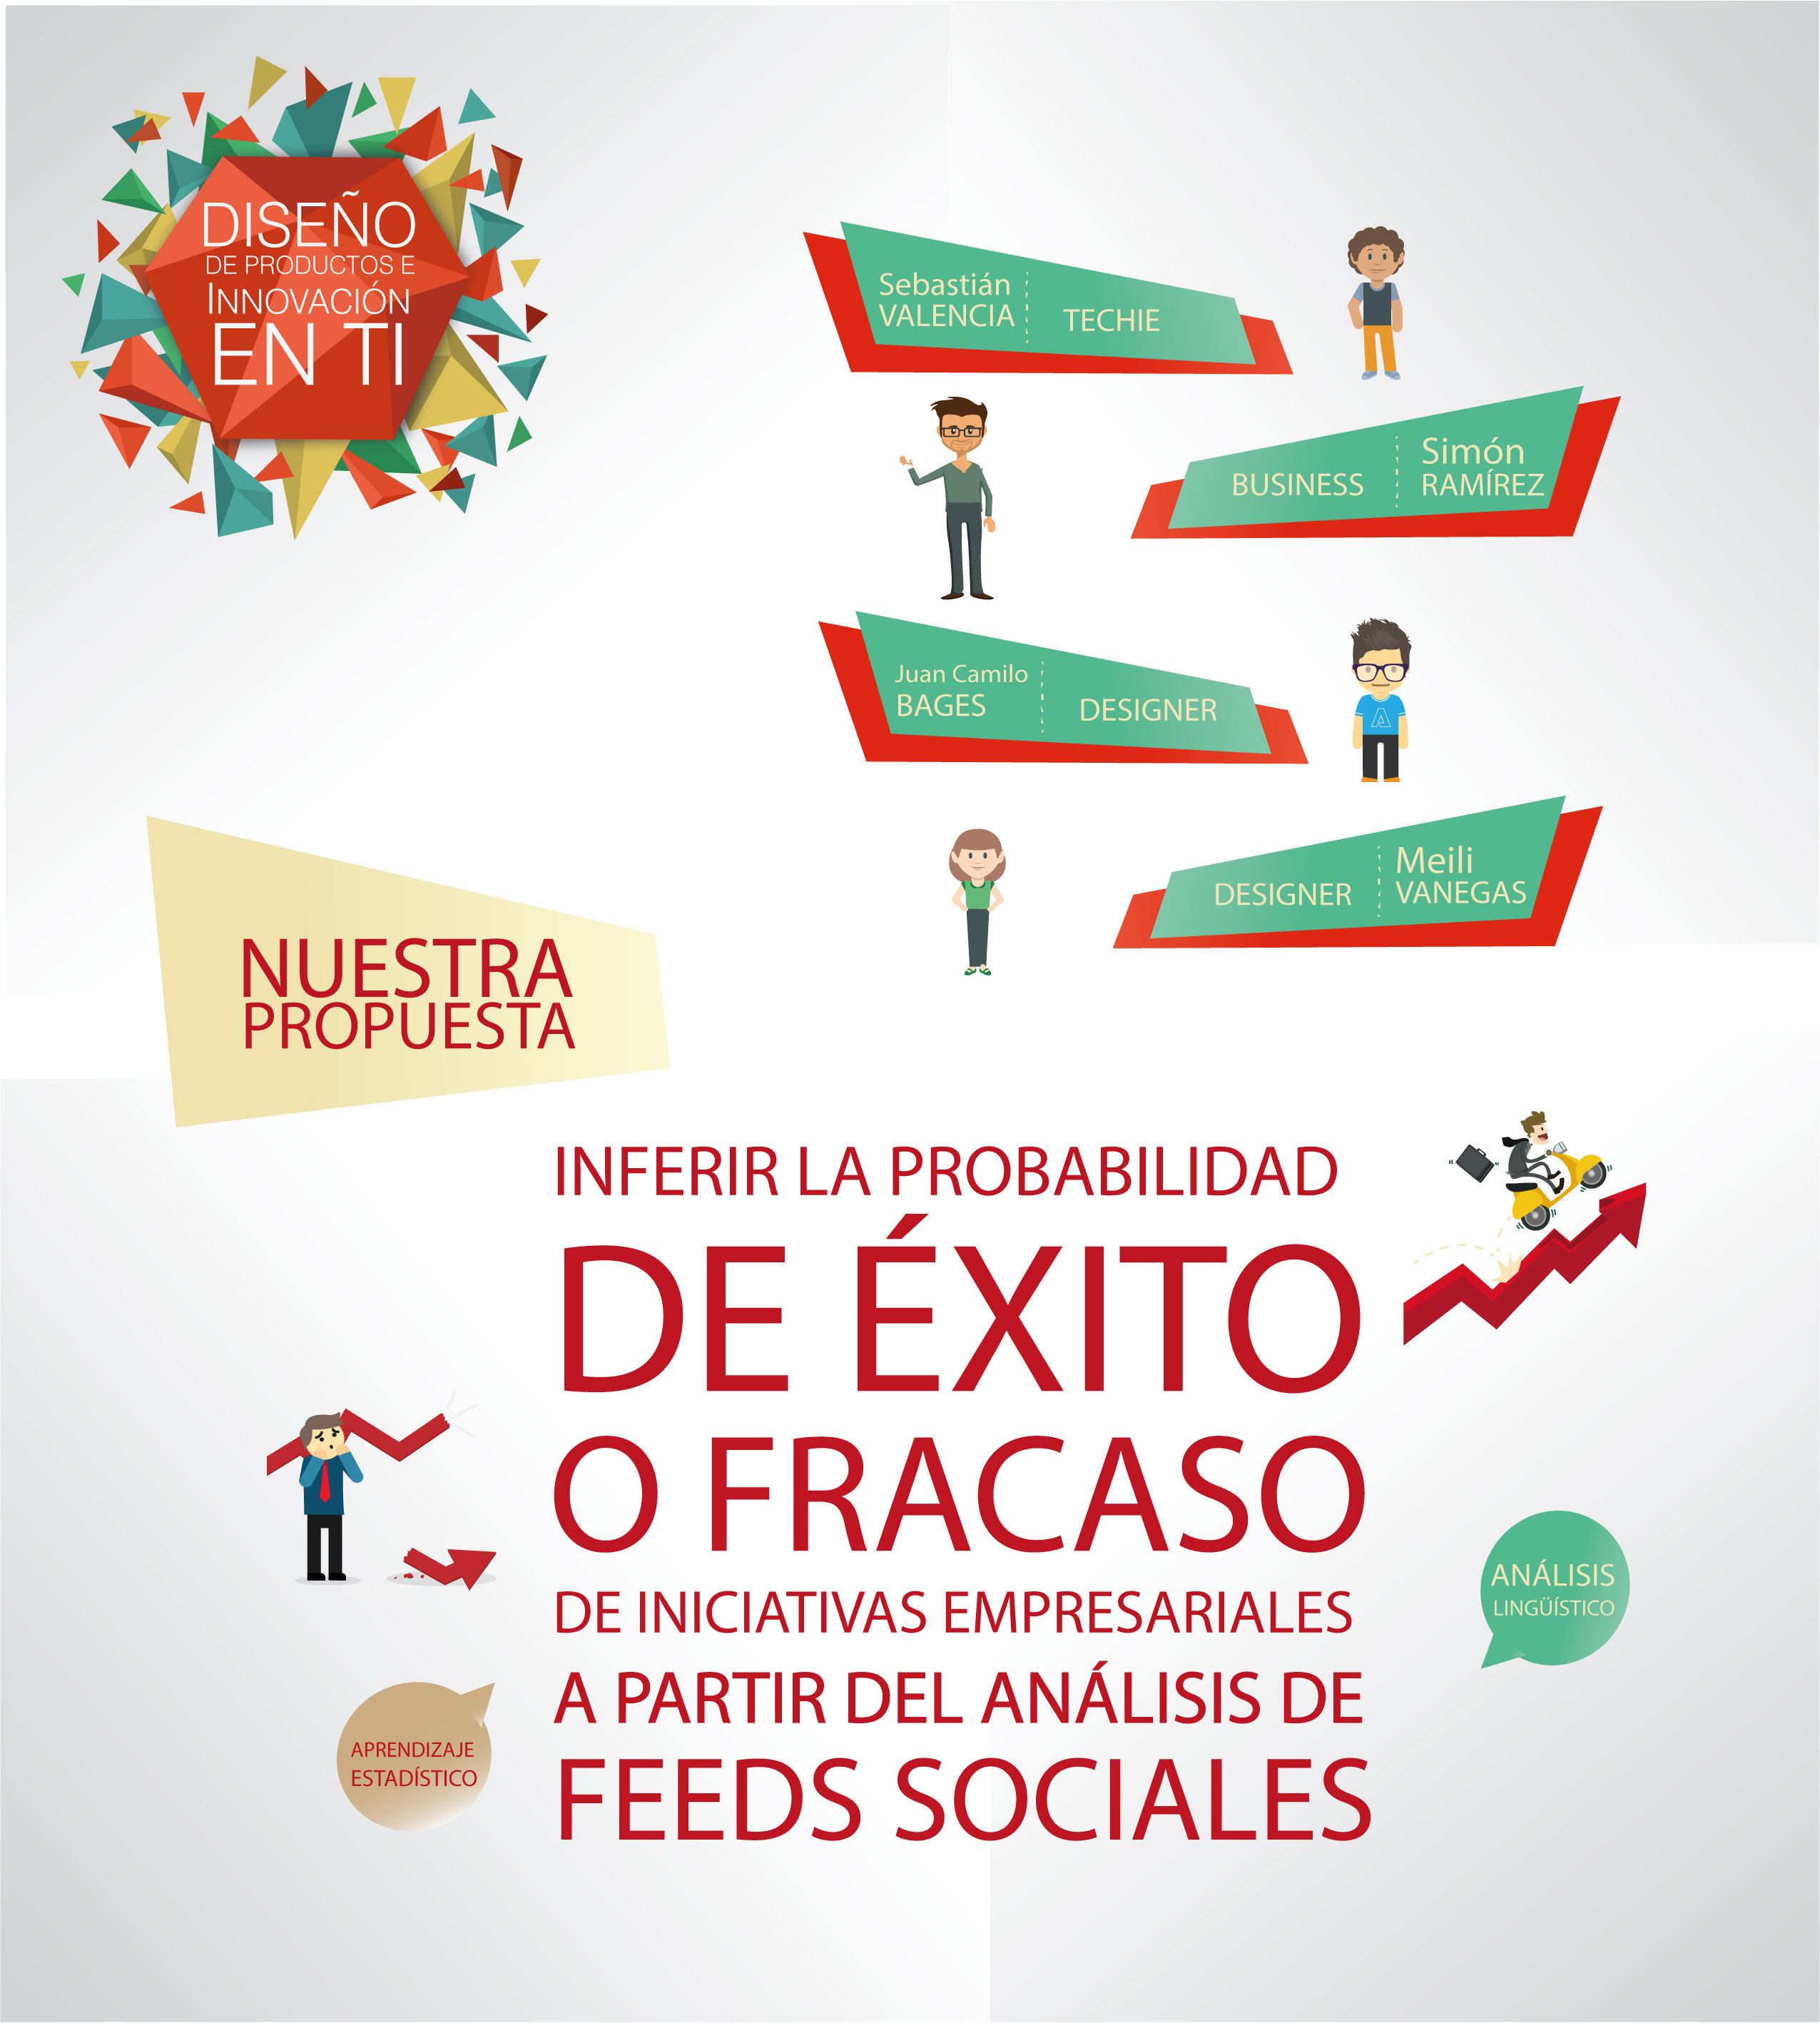 DISEÑO
DE PRODUCTOS E
INNOVACIÓN
EN TI
Sebastián
VALENCIA
TECHIE
BUSINESS
Simón
RAMÍREZ
Juan Camilo
BAGES
DESIGNER
DESIGNER
Meili
VANEGAS
NUESTRA
PROPUESTA
INFERIR LA PROBABILIDAD
DE ÉXITO
O FRACASO
DE INICIATIVAS EMPRESARIALES
A PARTIR DEL ANÁLISIS DE
FEEDS SOCIALES
ANÁLISIS
LINGÜÍSTICO
APRENDIZAJE
ESTADÍSTICO